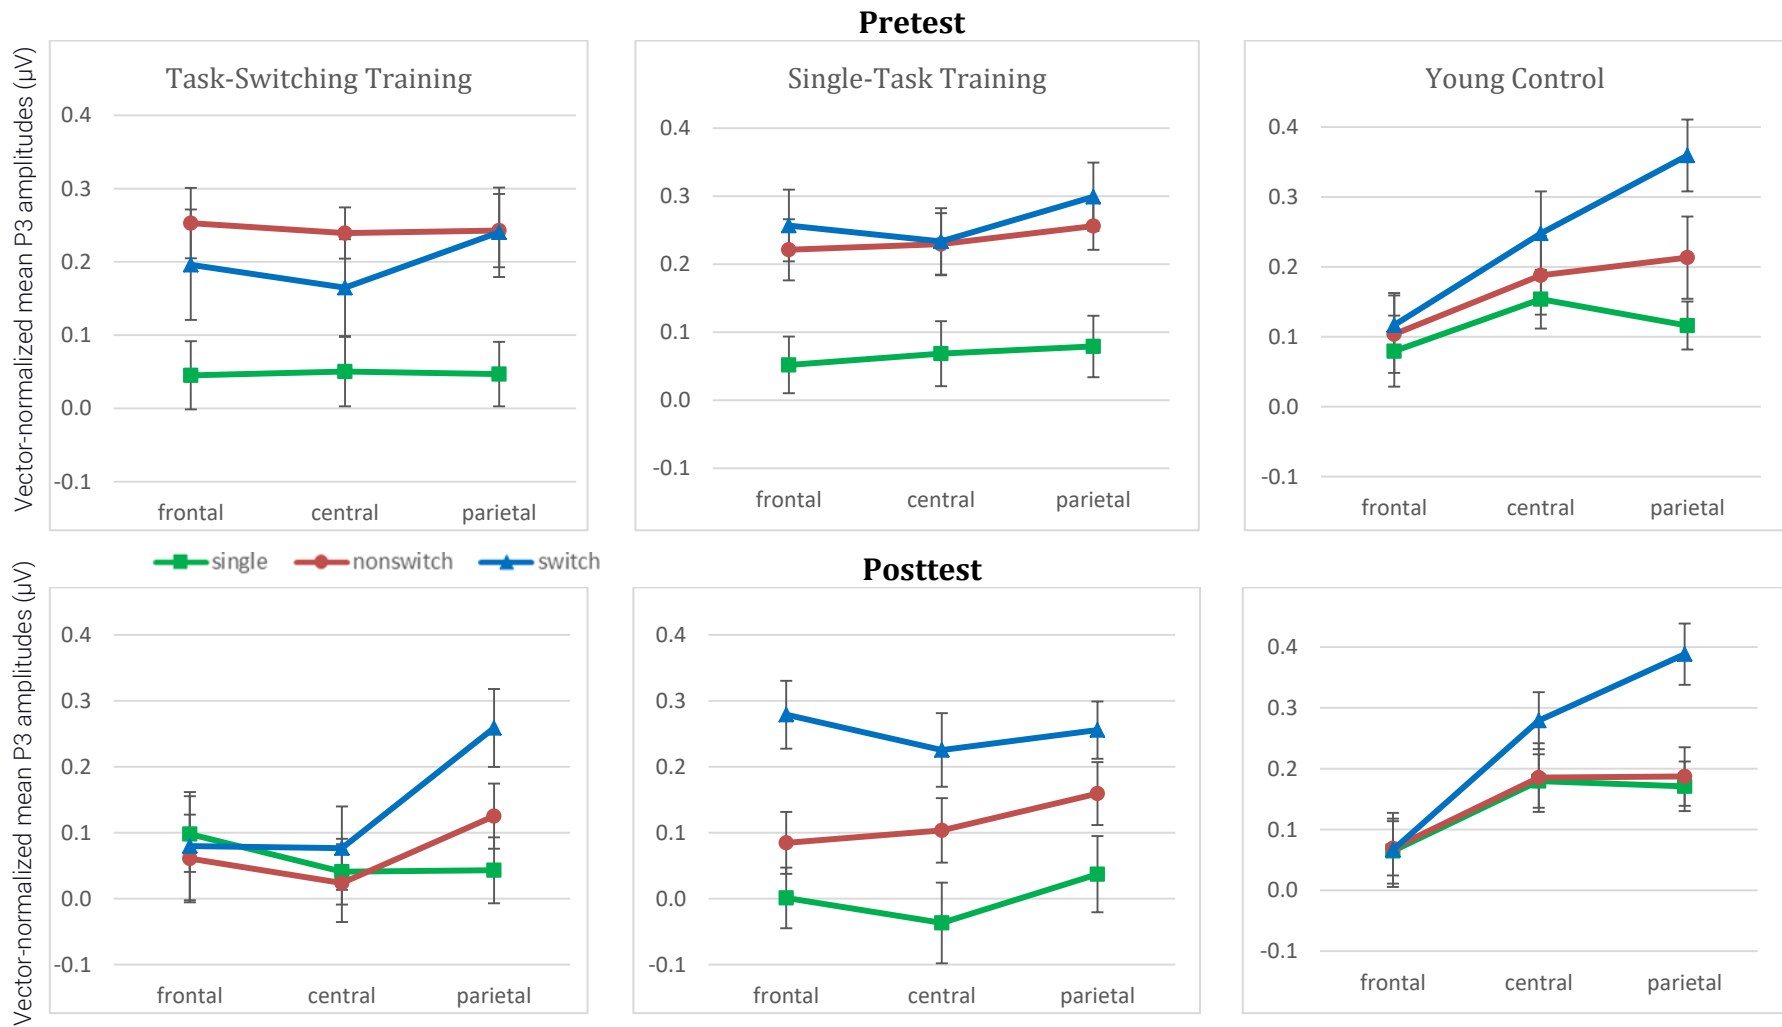 Pretest
Vector-normalized mean P3 amplitudes (μV)
Task-Switching Training
0.4
0.3
0.2
0.1
0.0
-0.1
frontal central parietal
Single-Task Training
0.4
0.3
0.2
0.1
0.0
-0.1
frontal central parietal
Young Control
0.4
0.3
0.2
0.1
0.0
-0.1
frontal central parietal
single nonswitch switch
Posttest
Vector-normalized mean P3 amplitudes (μV)
0.4
0.3
0.2
0.1
0.0
-0.1
frontal central parietal
0.4
0.3
0.2
0.1
0.0
-0.1
frontal central parietal
0.4
0.3
0.2
0.1
0.0
-0.1
frontal central parietal